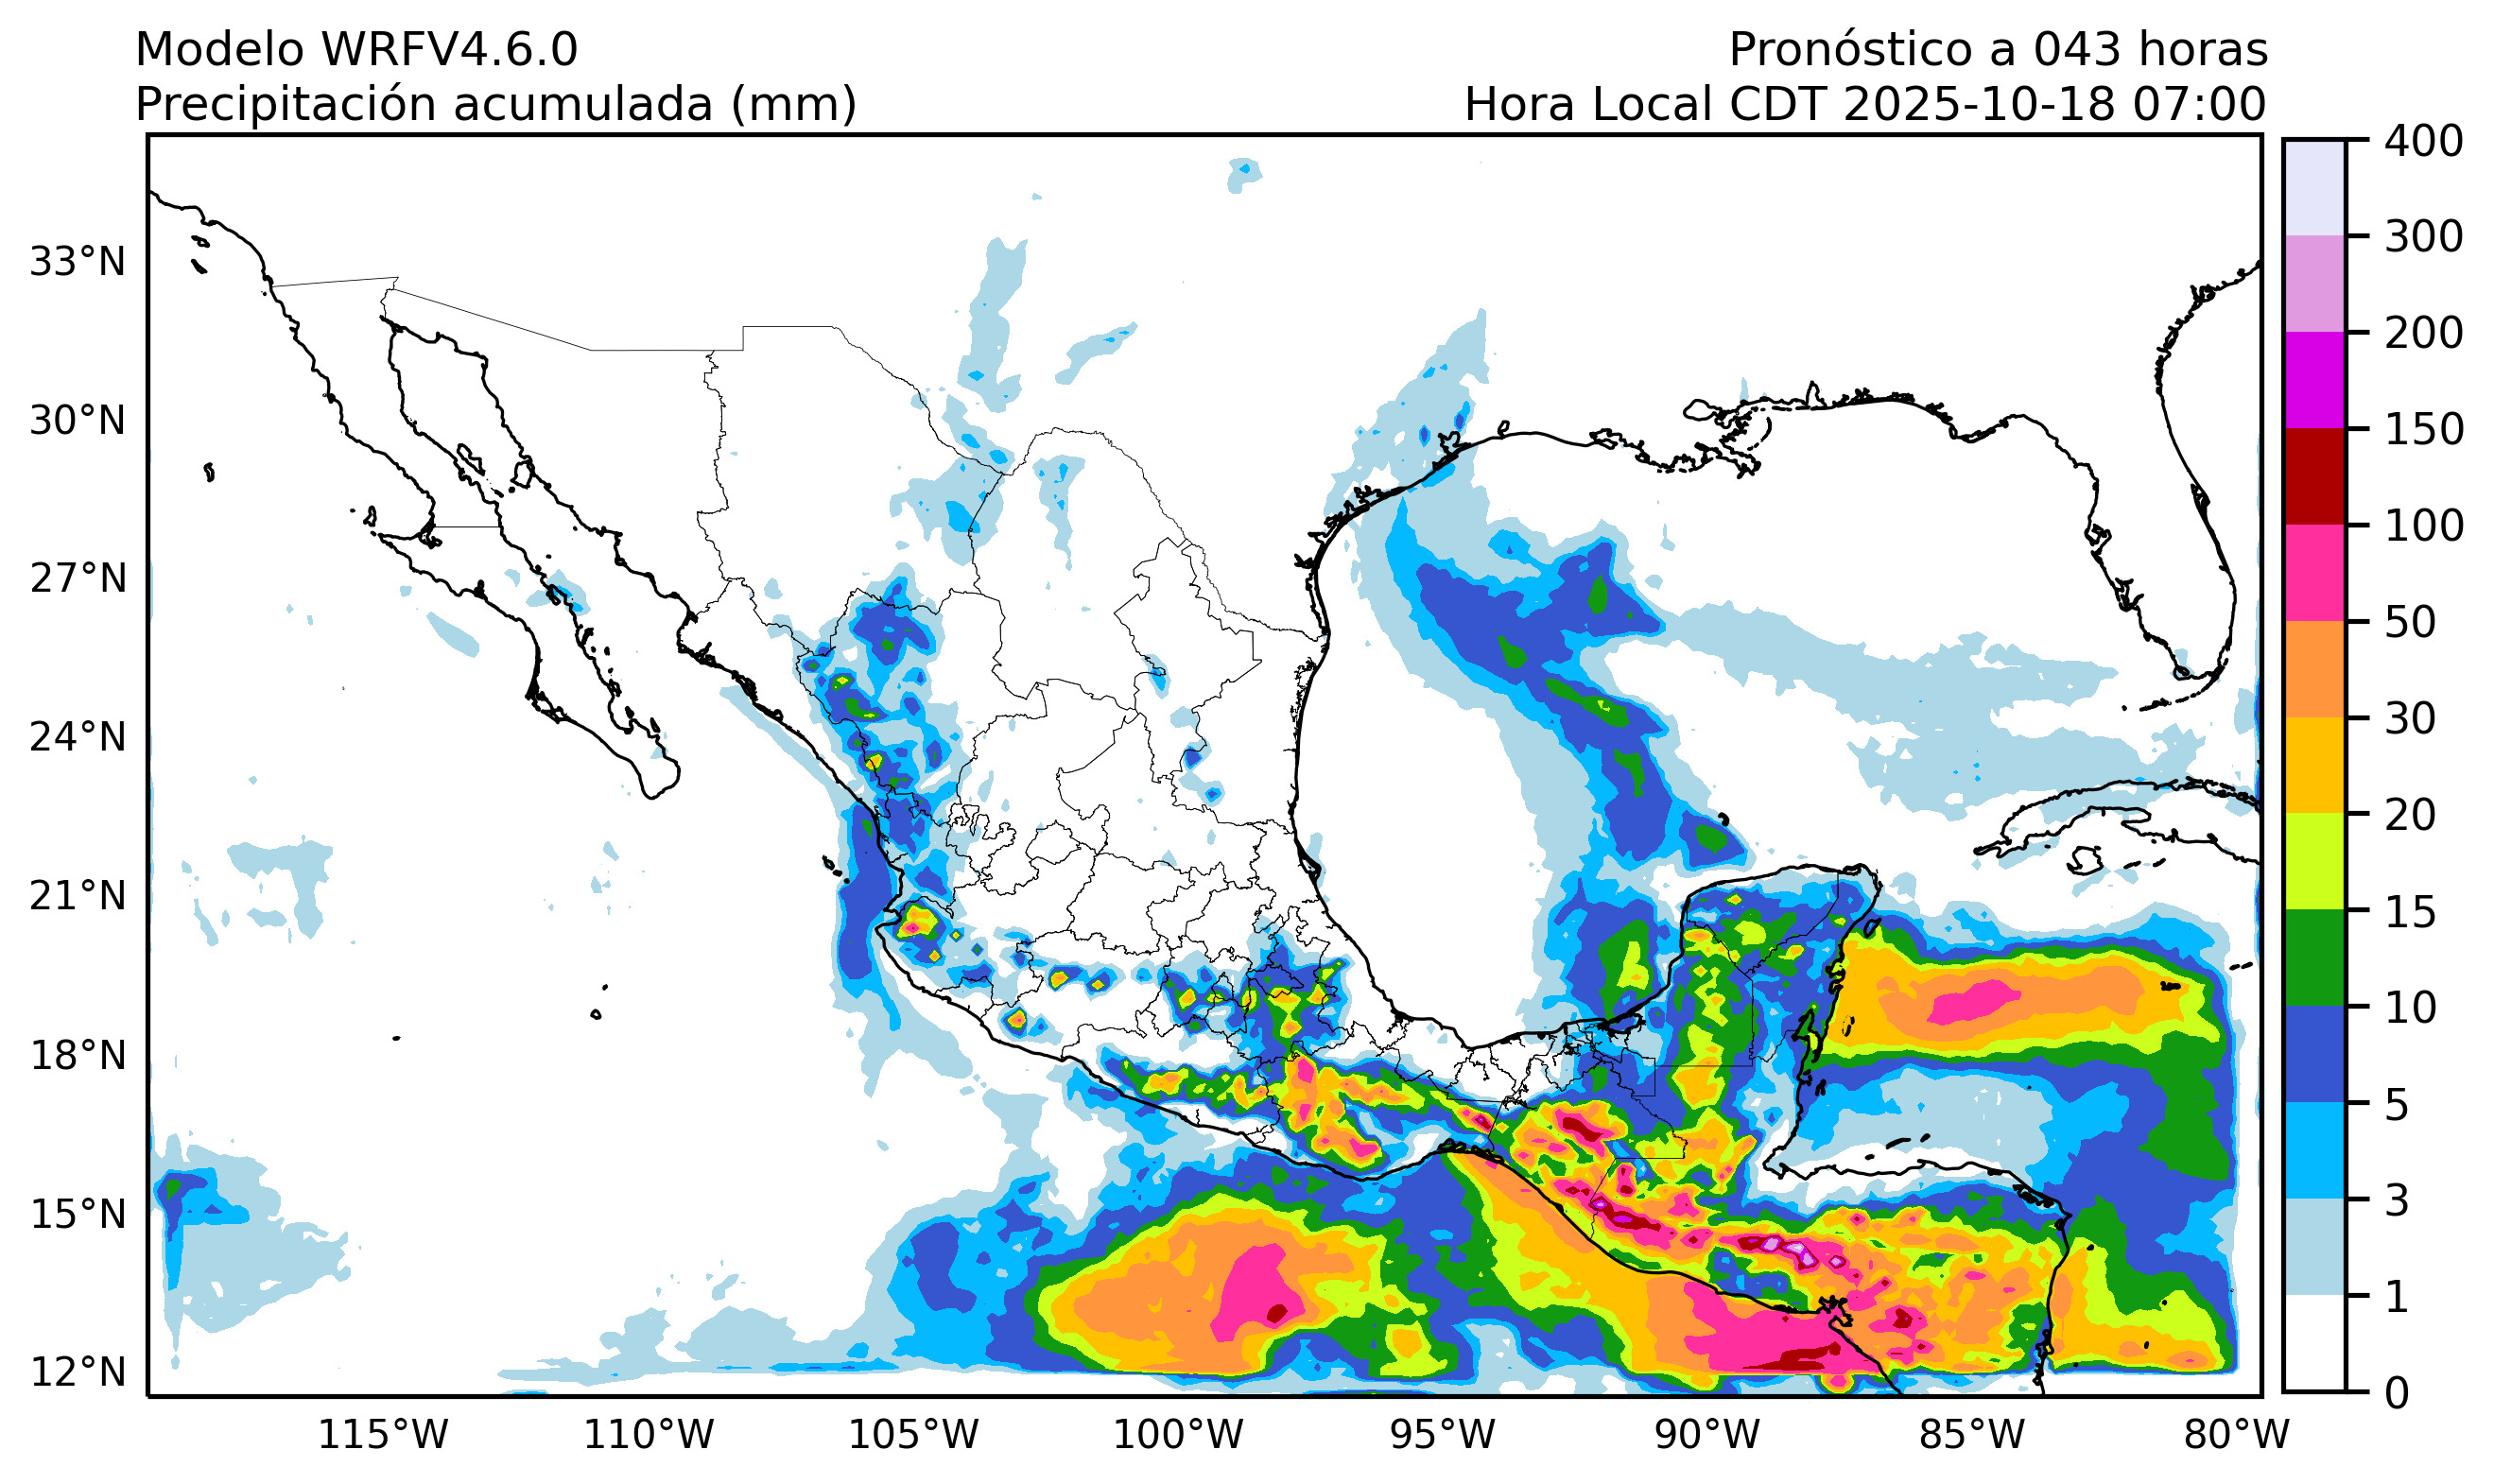 Modelo WRFV4.6.0
Pronóstico a 043 horas
Precipitación acumulada (mm)
Hora Local CDT 2025-10-18 07:00
33°N
30°N
27°N
24°N
21°N
18°N
15°N
12°N
115°W
110°W
105°W
100°W
95°W
90°W
85°W
80°W
400
300
200
150
100
50
30
20
15
10
5
3
1
0